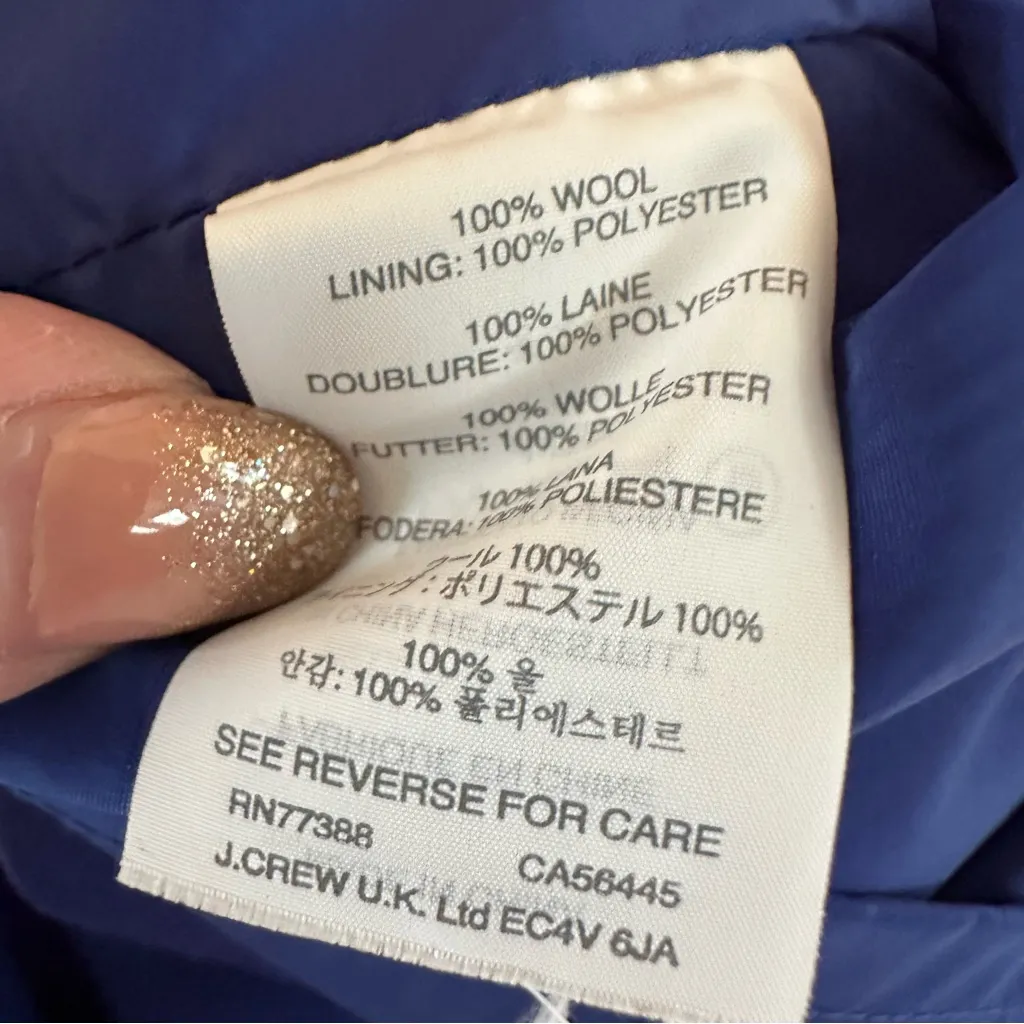 100% WOOL
LINING: 100% POLYESTER
100% LAINE
DOUBLURE: 100% POLYESTER
100% WOLLE
FUTTER: 100% POLYESTER
100% LANA
FODERA: 100% POLIESTERE
ウール 100%
: ポリエステル 100%
100% 울
안감: 100% 폴리에스테르
SEE REVERSE FOR CARE
RN77388
CA56445
J.CREW U.K. Ltd EC4V 6JA